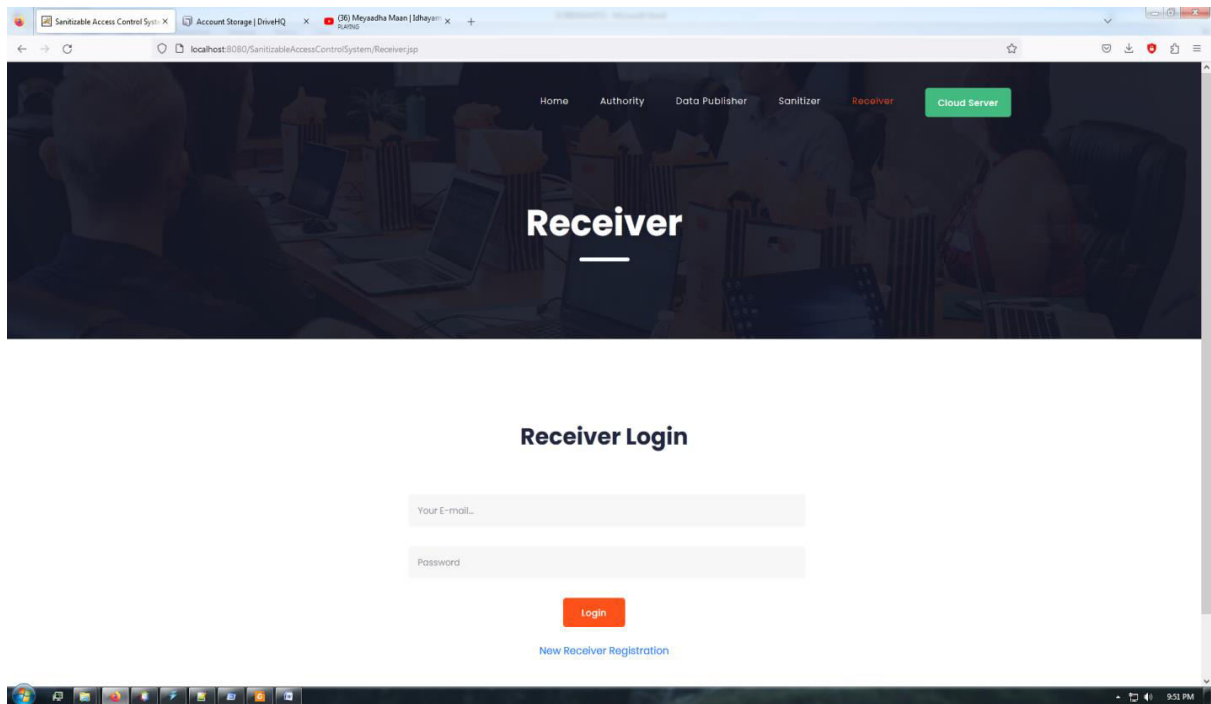 Sanitizable Access Control Syst
Account Storage | DriveHQ
(36) Meyaadha Maan | Idhayam
PLAYING
localhost:8080/SanitizableAccessControlSystem/Receiver.jsp
Home Authority Data Publisher Sanitizer Receiver Cloud Server
Receiver
Receiver Login
Your E-mail...
Password
Login
New Receiver Registration
9:51 PM